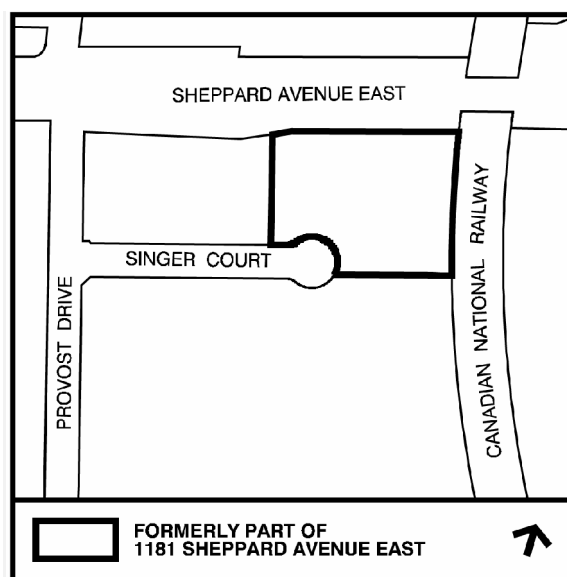 SHEPPARD AVENUE EAST
CANADIAN NATIONAL RAILWAY
SINGER COURT
PROVOST DRIVE
FORMERLY PART OF
1181 SHEPPARD AVENUE EAST